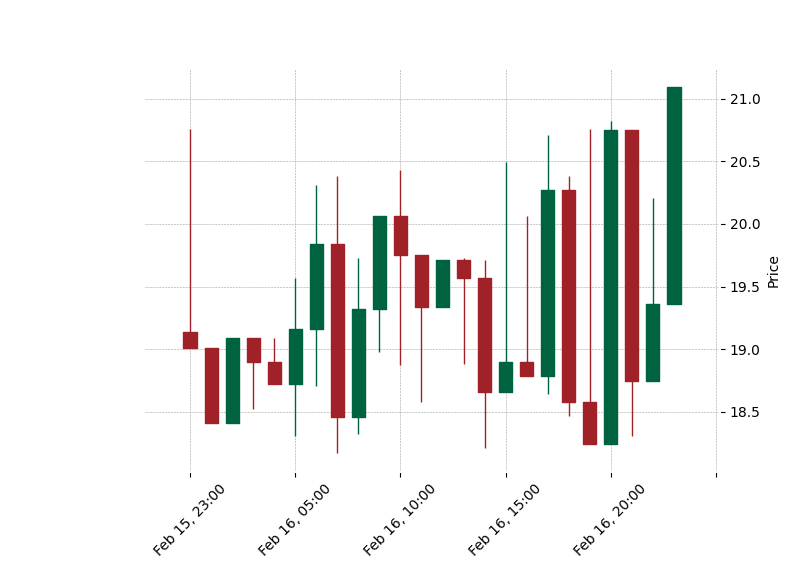 21.0
20.5
20.0
19.5
19.0
18.5
Price
Feb 15, 23:00
Feb 16, 05:00
Feb 16, 10:00
Feb 16, 15:00
Feb 16, 20:00